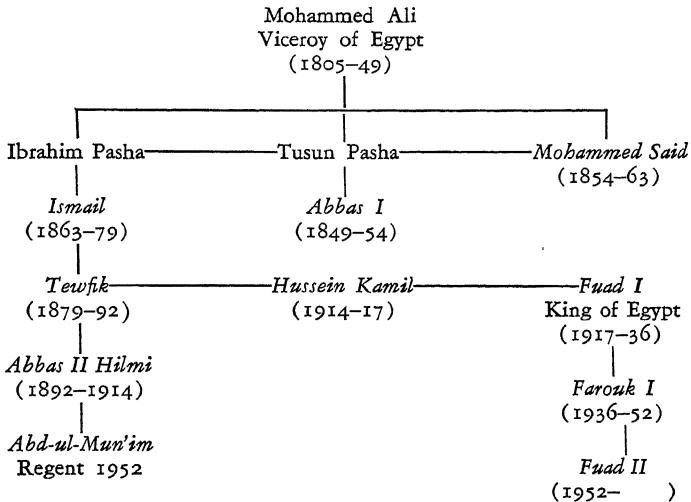 Mohammed Ali
Viceroy of Egypt
(1805–49)
Ibrahim Pasha Tusun Pasha Mohammed Said
(1854–63)
Ismail Abbas I
(1863–79) (1849–54)
Tewfik Hussein Kamil Fuad I
(1879–92) (1914–17) King of Egypt
(1917–36)
Abbas II Hilmi
(1892–1914) Farouk I
(1936–52)
Abd-ul-Mun'im
Regent 1952 Fuad II
(1952– )